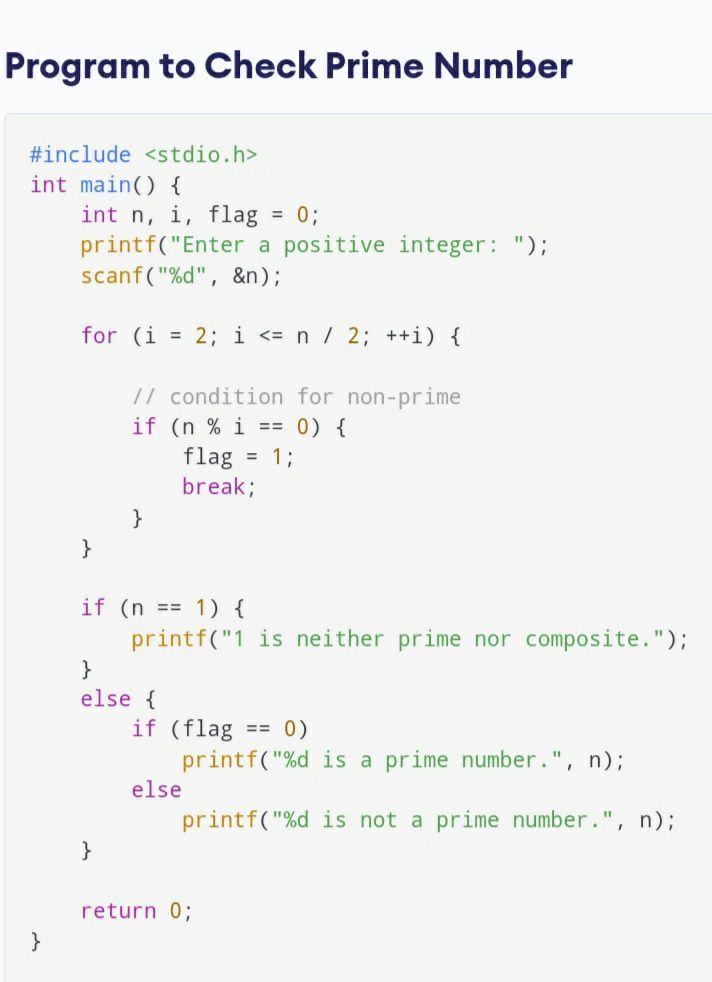 Program to Check Prime Number
#include <stdio.h>
int main() {
    int n, i, flag = 0;
    printf("Enter a positive integer: ");
    scanf("%d", &n);

    for (i = 2; i <= n / 2; ++i) {

        // condition for non-prime
        if (n % i == 0) {
            flag = 1;
            break;
        }
    }

    if (n == 1) {
        printf("1 is neither prime nor composite.");
    }
    else {
        if (flag == 0)
            printf("%d is a prime number.", n);
        else
            printf("%d is not a prime number.", n);
    }

    return 0;
}